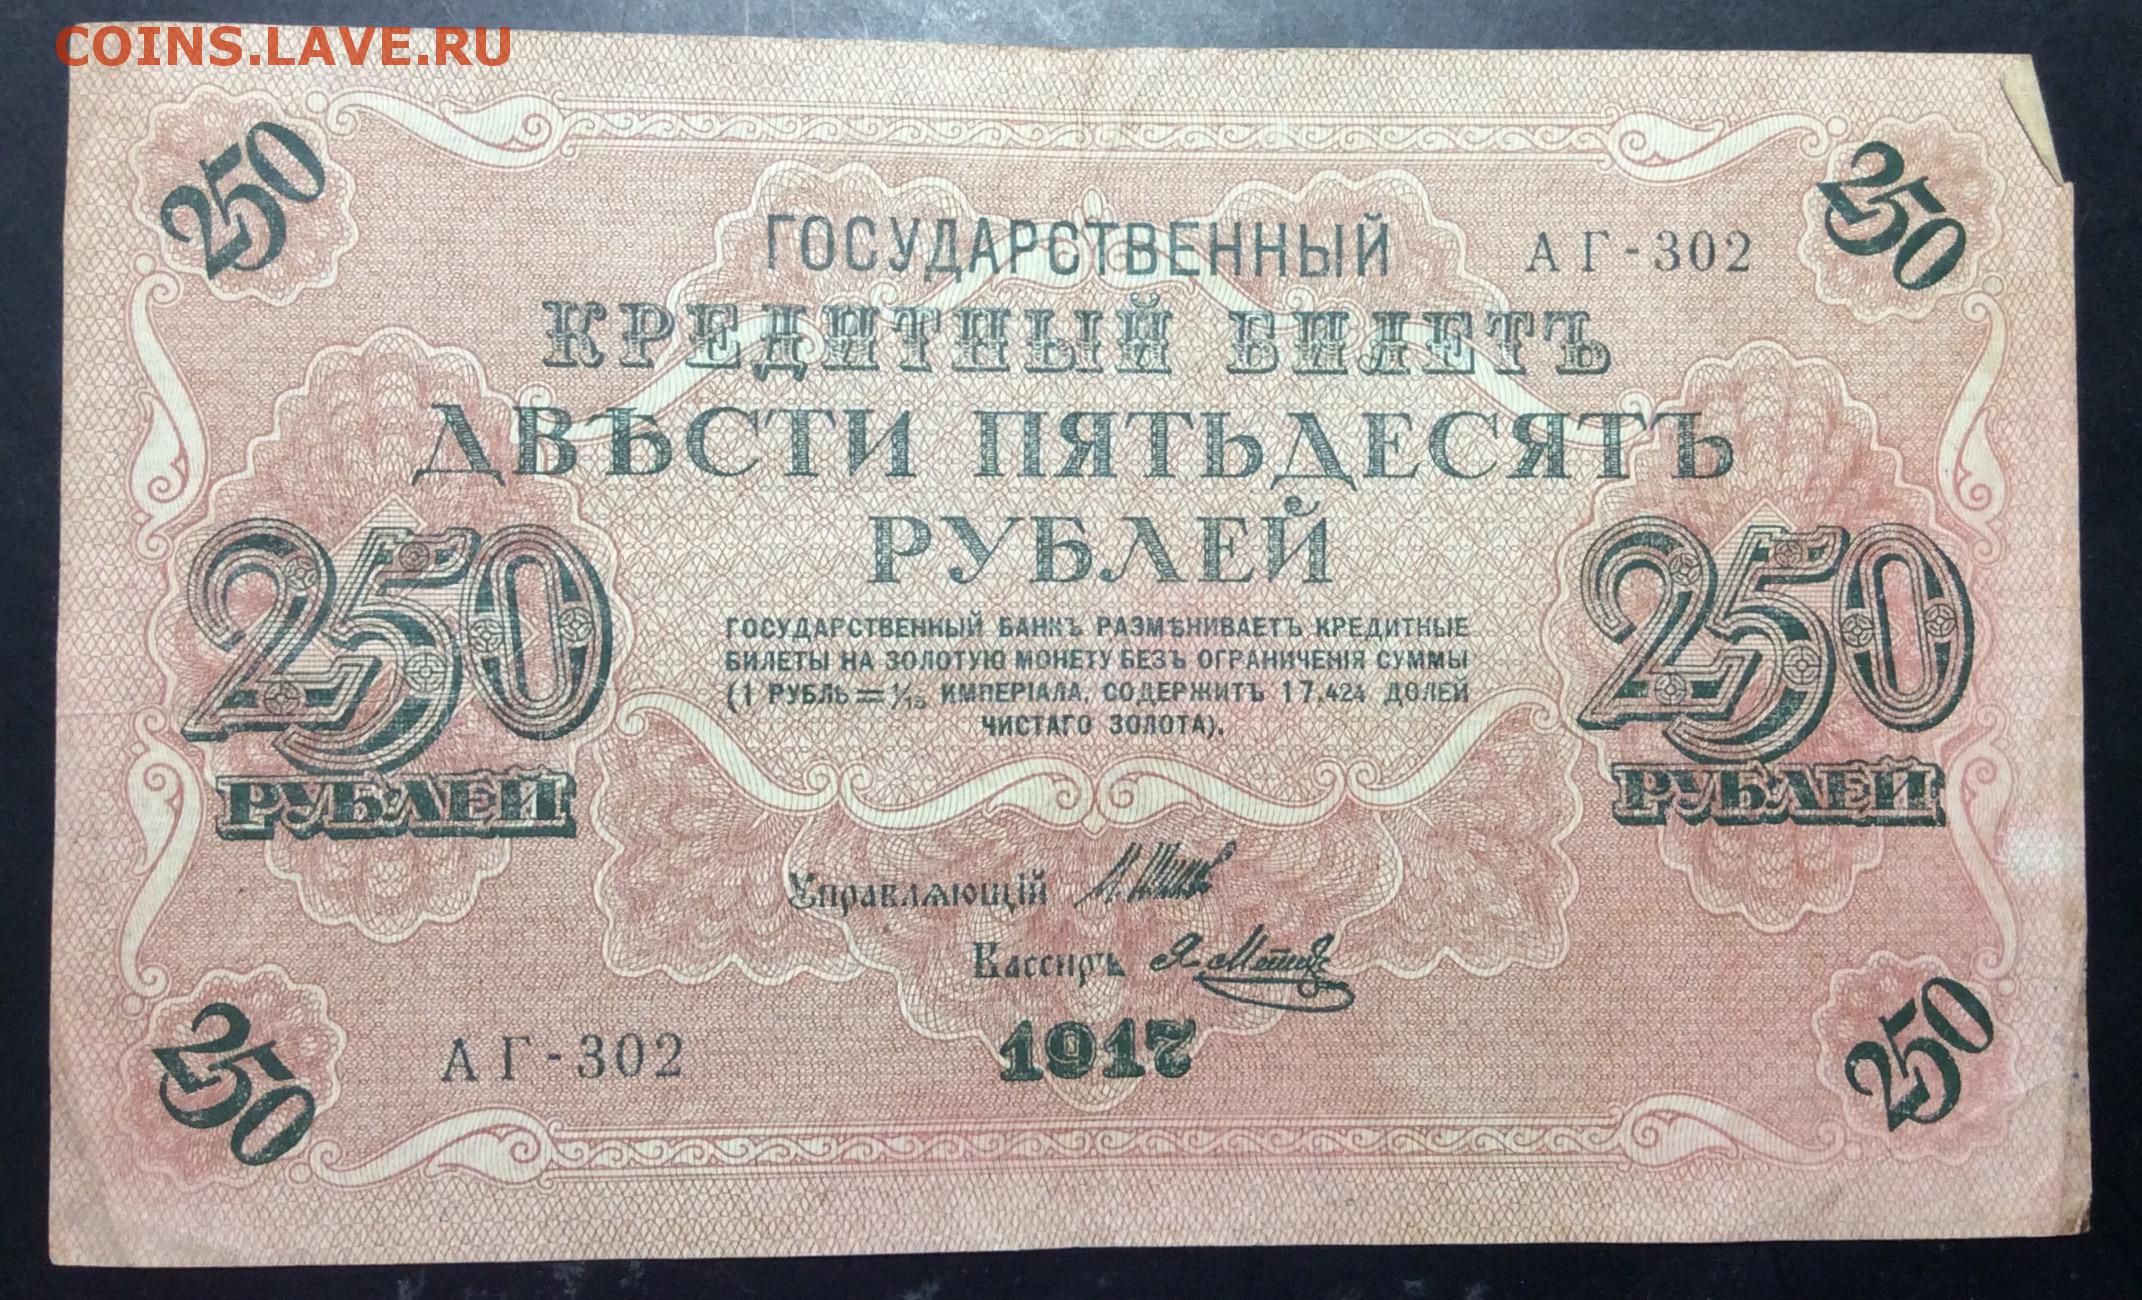 COINS.LAVE.RU
250
250
ГОСУДАРСТВЕННЫЙ
АГ-302
КРЕДИТНЫЙ БИЛЕТЪ
ДВѢСТИ ПЯТЬДЕСЯТЪ
РУБЛЕЙ
250
РУБЛЕЙ
250
РУБЛЕЙ
ГОСУДАРСТВЕННЫЙ БАНКЪ РАЗМѢНИВАЕТЪ КРЕДИТНЫЕ
БИЛЕТЫ НА ЗОЛОТУЮ МОНЕТУ БЕЗЪ ОГРАНИЧЕНІЯ СУММЫ
(1 РУБЛЬ = 1/15 ИМПЕРІАЛА, СОДЕРЖИТЪ 17,424 ДОЛЕЙ
ЧИСТАГО ЗОЛОТА).
Управляющій
Кассиръ
АГ-302
1917
250
250